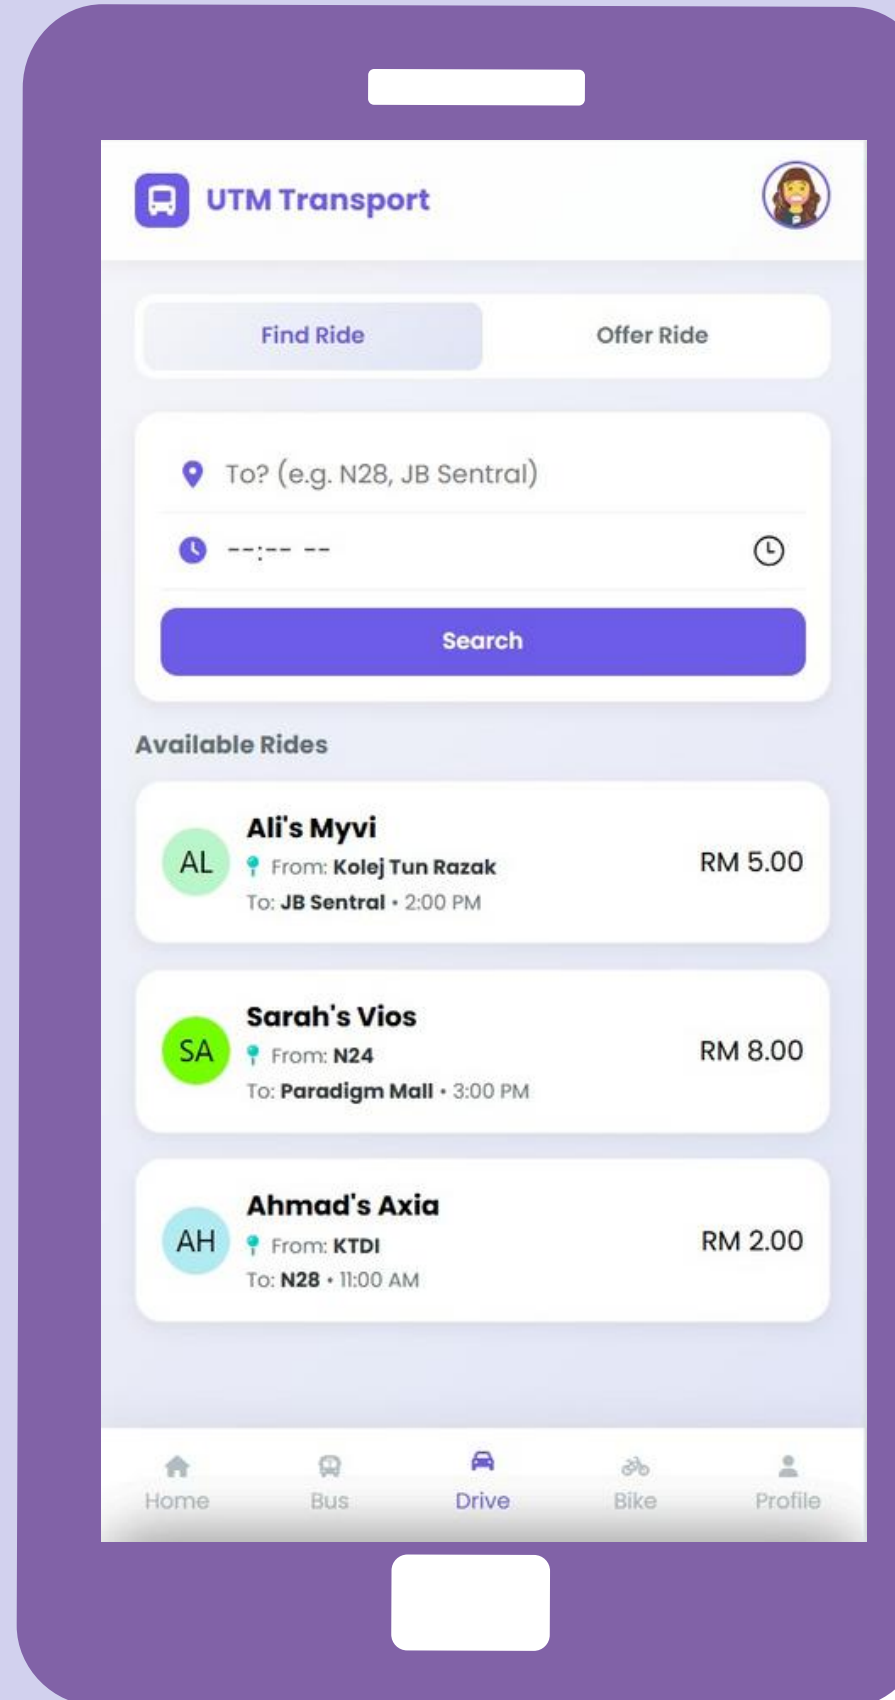 UTM Transport
Find Ride
Offer Ride
To? (e.g. N28, JB Sentral)
--:-- --
Search
Available Rides
AL
Ali's Myvi
From: Kolej Tun Razak
To: JB Sentral • 2:00 PM
RM 5.00
SA
Sarah's Vios
From: N24
To: Paradigm Mall • 3:00 PM
RM 8.00
AH
Ahmad's Axia
From: KTDI
To: N28 • 11:00 AM
RM 2.00
Home
Bus
Drive
Bike
Profile